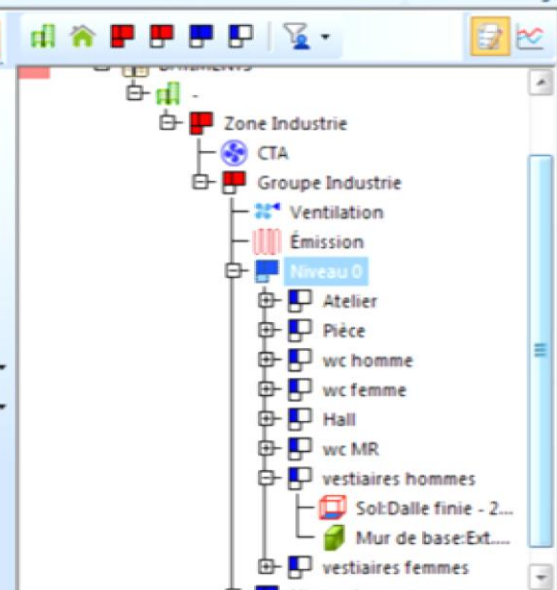 BATIMENTS
-
Zone Industrie
CTA
Groupe Industrie
Ventilation
Émission
Niveau 0
Atelier
Pièce
wc homme
wc femme
Hall
wc MR
vestiaires hommes
Sol:Dalle finie - 2...
Mur de base:Ext....
vestiaires femmes